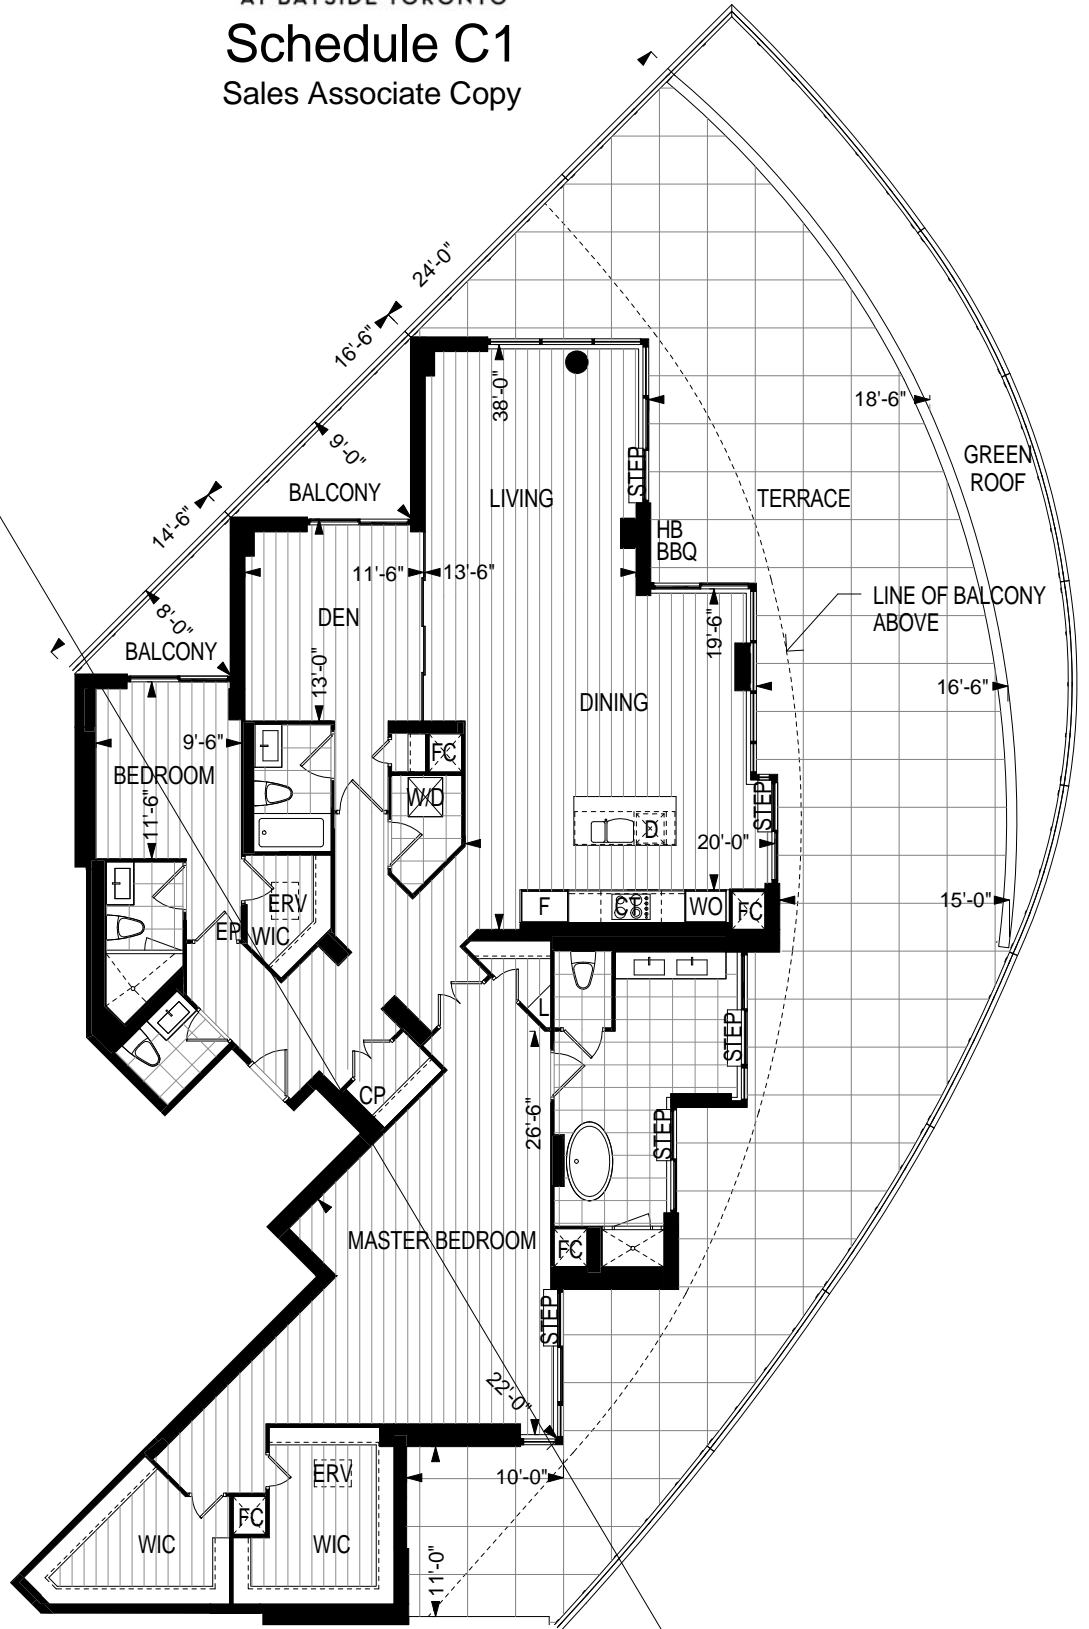 AT BAYSIDE TORONTO
Schedule C1
Sales Associate Copy
24'-0"
16'-6"
38'-0"
18'-6"
9'-0"
GREEN
ROOF
STEP
BALCONY
LIVING
TERRACE
14'-6"
HB
BBQ
11'-6"
13'-6"
LINE OF BALCONY
ABOVE
8'-0"
DEN
19'-6"
BALCONY
13'-0"
16'-6"
DINING
9'-6"
FC
BEDROOM
W/D
STEP
11'-6"
D
20'-0"
ERV
F
CT
WO
FC
15'-0"
EP
WIC
L
STEP
CP
26'-6"
STEP
MASTER BEDROOM
FC
STEP
22'-0"
ERV
10'-0"
FC
WIC
WIC
11'-0"